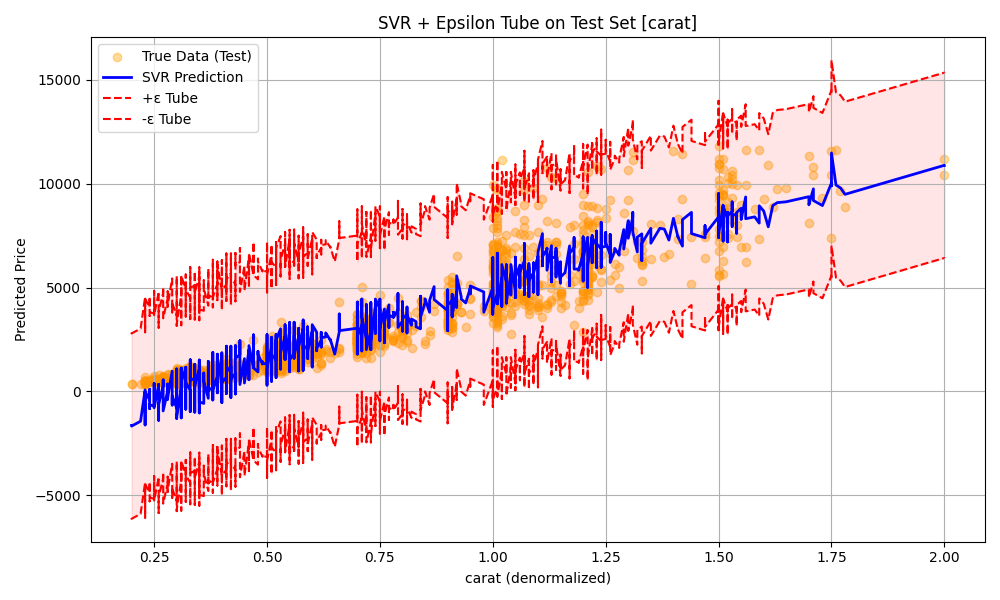 SVR + Epsilon Tube on Test Set [carat]
True Data (Test)
SVR Prediction
+ε Tube
-ε Tube
Predicted Price
15000
10000
5000
0
−5000
0.25 0.50 0.75 1.00 1.25 1.50 1.75 2.00
carat (denormalized)